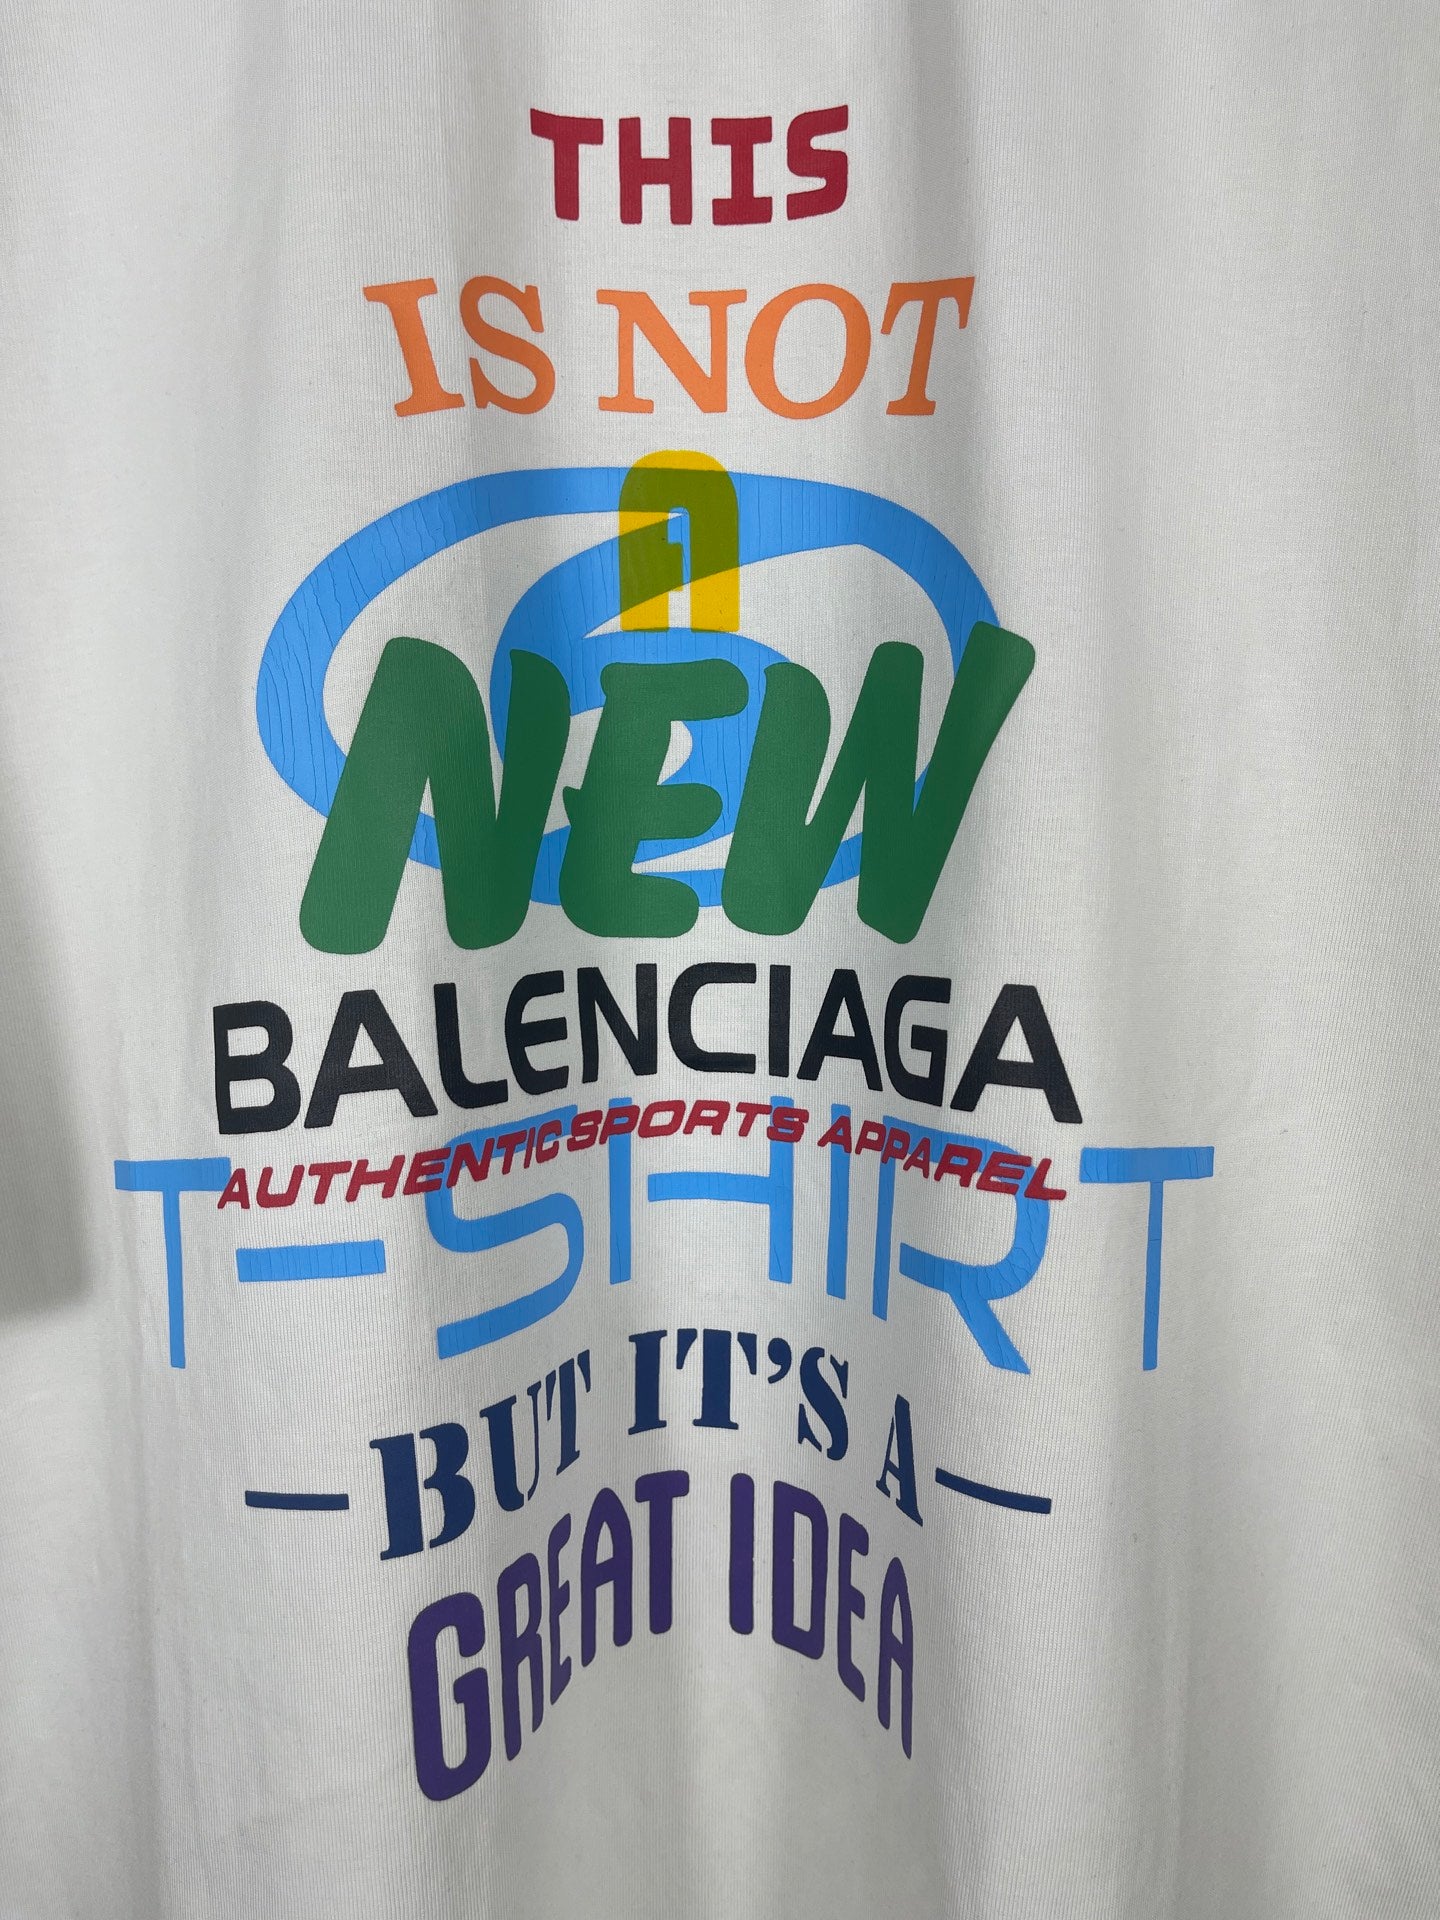 THIS
IS NOT
A
NEW
BALENCIAGA
AUTHENTIC SPORTS APPAREL
T-SHIRT
BUT IT'S A
GREAT IDEA